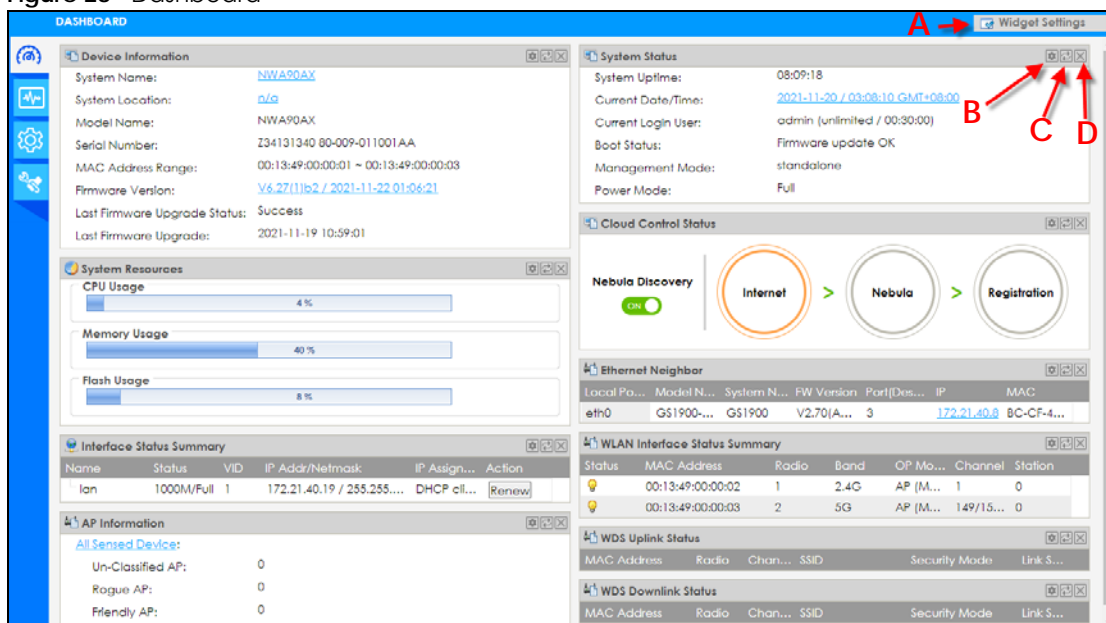 Dashboard
DASHBOARD
A
Widget Settings
Device Information
System Name: NWA90AX
System Location: n/a
Model Name: NWA90AX
Serial Number: Z34131340 80-009-011001AA
MAC Address Range: 00:13:49:00:00:01 ~ 00:13:49:00:00:03
Firmware Version: V6.27(1)b2 / 2021-11-22 01:06:21
Last Firmware Upgrade Status: Success
Last Firmware Upgrade: 2021-11-19 10:59:01
System Resources
CPU Usage
4 %
Memory Usage
40 %
Flash Usage
8 %
Interface Status Summary
Name Status VID IP Addr/Netmask IP Assign... Action
lan 1000M/Full 1 172.21.40.19 / 255.255.... DHCP cli... Renew
AP Information
All Sensed Device:
Un-Classified AP: 0
Rogue AP: 0
Friendly AP: 0
System Status
System Uptime: 08:09:18
Current Date/Time: 2021-11-20 / 03:08:10 GMT+08:00
Current Login User: admin (unlimited / 00:30:00)
Boot Status: Firmware update OK
Management Mode: standalone
Power Mode: Full
B
C
D
Cloud Control Status
Nebula Discovery
ON
Internet > Nebula > Registration
Ethernet Neighbor
Local Po... Model N... System N... FW Version Port(Des... IP MAC
eth0 GS1900-... GS1900 V2.70(A... 3 172.21.40.8 BC-CF-4...
WLAN Interface Status Summary
Status MAC Address Radio Band OP Mo... Channel Station
00:13:49:00:00:02 1 2.4G AP (M... 1 0
00:13:49:00:00:03 2 5G AP (M... 149/15... 0
WDS Uplink Status
MAC Address Radio Chan... SSID Security Mode Link S...
WDS Downlink Status
MAC Address Radio Chan... SSID Security Mode Link S...